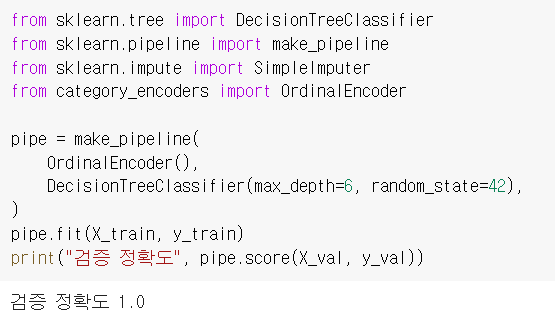 from sklearn.tree import DecisionTreeClassifier
from sklearn.pipeline import make_pipeline
from sklearn.impute import SimpleImputer
from category_encoders import OrdinalEncoder

pipe = make_pipeline(
    OrdinalEncoder(),
    DecisionTreeClassifier(max_depth=6, random_state=42),
)
pipe.fit(X_train, y_train)
print("검증 정확도", pipe.score(X_val, y_val))
검증 정확도 1.0